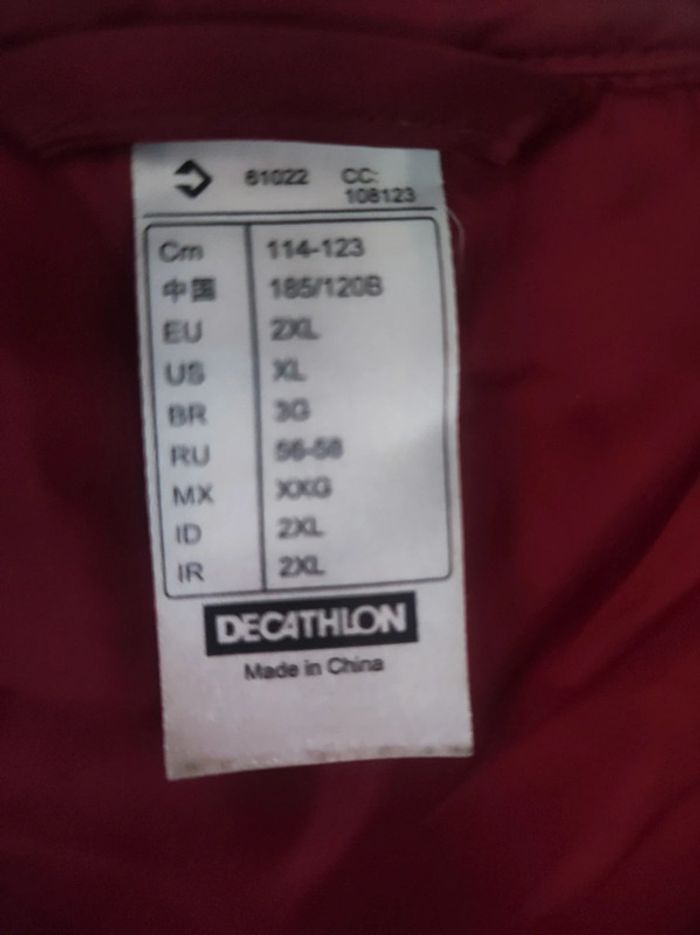 61022 CC:
108123
Cm 114-123
中国 185/120B
EU 2XL
US XL
BR 3G
RU 56-58
MX XXG
ID 2XL
IR 2XL
DECATHLON
Made in China